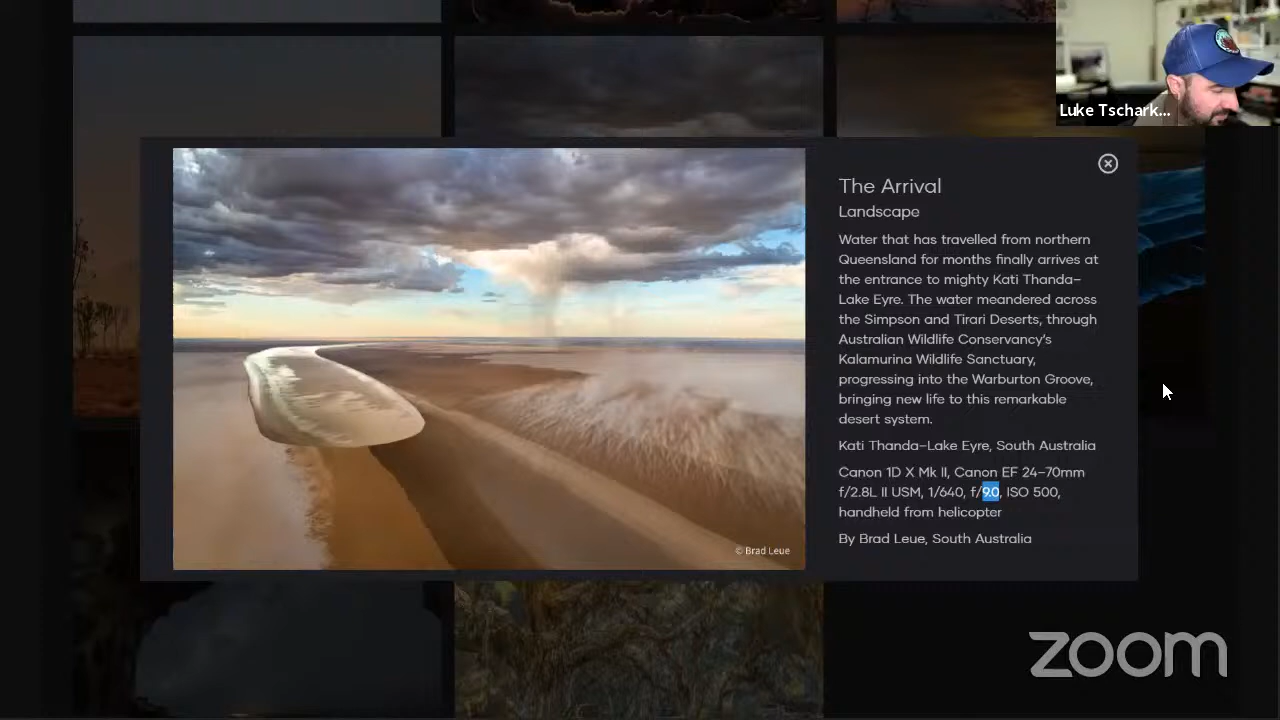 Luke Tschark...
The Arrival
Landscape
Water that has travelled from northern
Queensland for months finally arrives at
the entrance to mighty Kati Thanda–
Lake Eyre. The water meandered across
the Simpson and Tirari Deserts, through
Australian Wildlife Conservancy's
Kalamurina Wildlife Sanctuary,
progressing into the Warburton Groove,
bringing new life to this remarkable
desert system.
Kati Thanda–Lake Eyre, South Australia
Canon 1D X Mk II, Canon EF 24–70mm
f/2.8L II USM, 1/640, f/9.0, ISO 500,
handheld from helicopter
By Brad Leue, South Australia
© Brad Leue
zoom